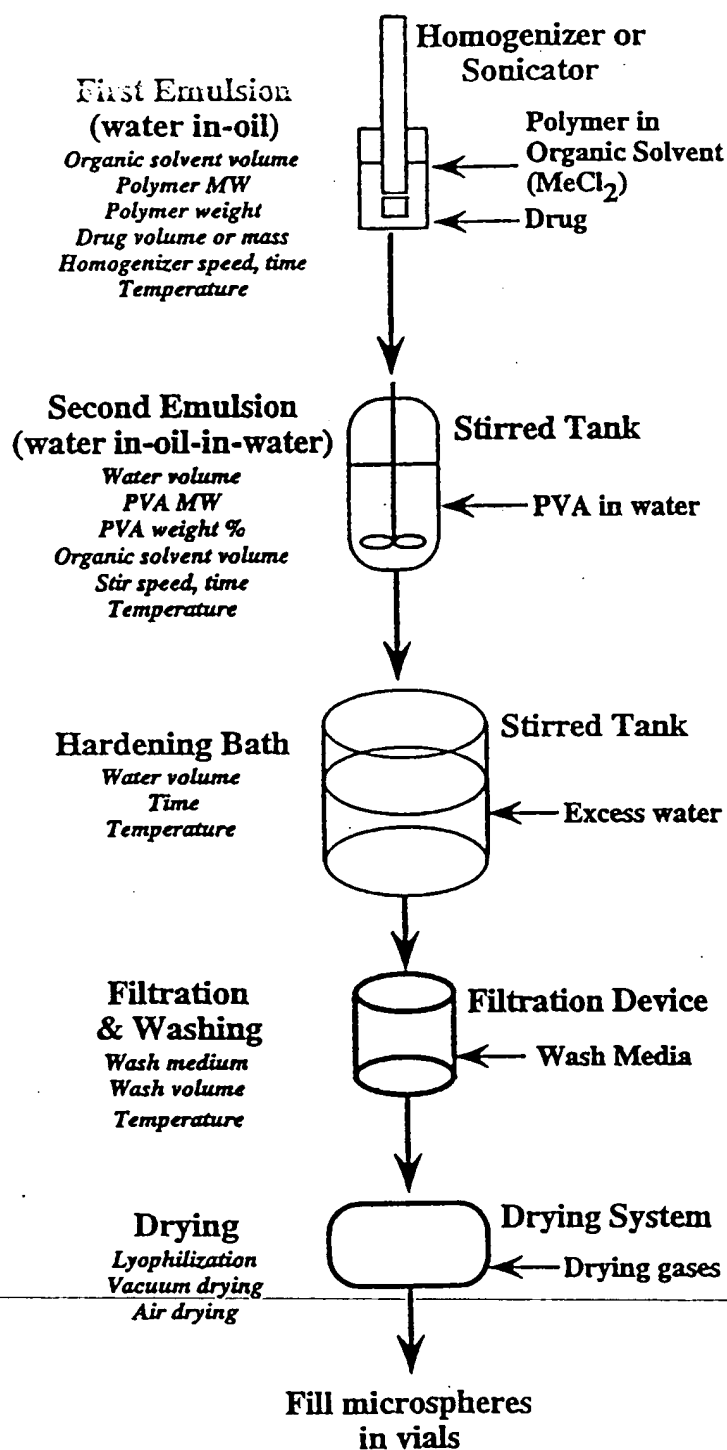 Homogenizer or
Sonicator
First Emulsion
(water in-oil)
Organic solvent volume
Polymer MW
Polymer weight
Drug volume or mass
Homogenizer speed, time
Temperature
Polymer in
Organic Solvent
(MeCl2)
Drug
Second Emulsion
(water in-oil-in-water)
Water volume
PVA MW
PVA weight %
Organic solvent volume
Stir speed, time
Temperature
Stirred Tank
PVA in water
Hardening Bath
Water volume
Time
Temperature
Stirred Tank
Excess water
Filtration
& Washing
Wash medium
Wash volume
Temperature
Filtration Device
Wash Media
Drying
Lyophilization
Vacuum drying
Air drying
Drying System
Drying gases
Fill microspheres
in vials